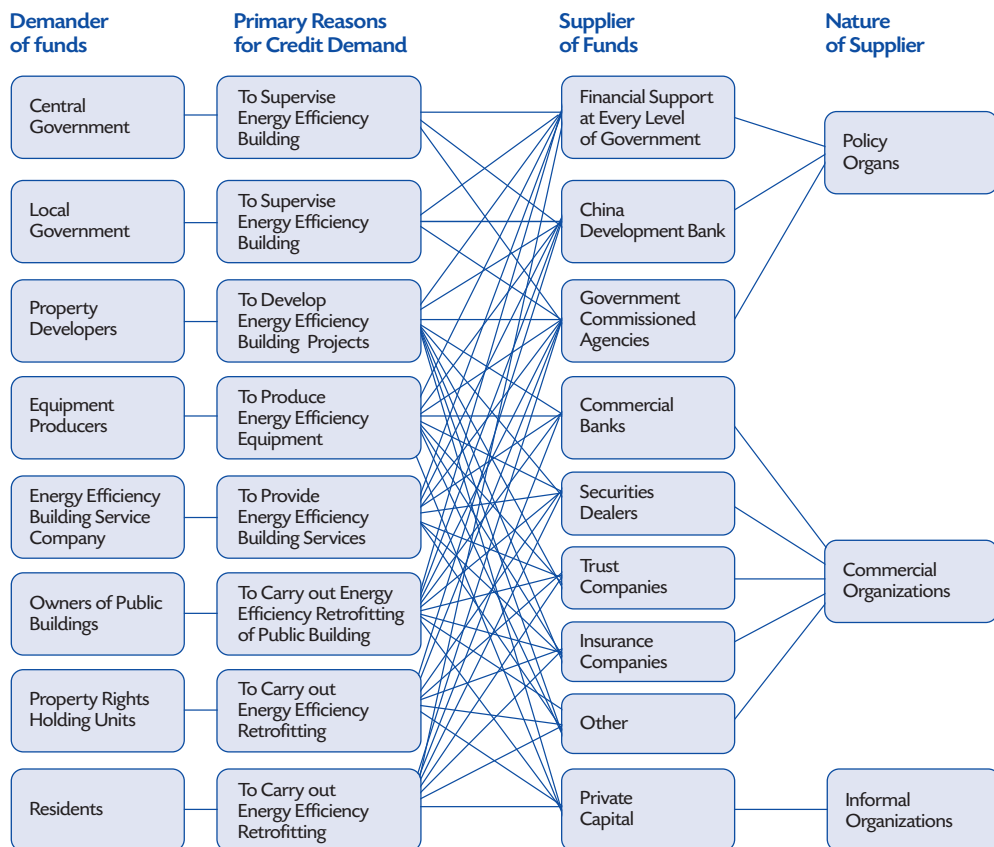 Demander
of funds
Primary Reasons
for Credit Demand
Supplier
of Funds
Nature
of Supplier
Central
Government
To Supervise
Energy Efficiency
Building
Financial Support
at Every Level
of Government
Policy
Organs
Local
Government
To Supervise
Energy Efficiency
Building
China
Development Bank
Property
Developers
To Develop
Energy Efficiency
Building Projects
Government
Commissioned
Agencies
Equipment
Producers
To Produce
Energy Efficiency
Equipment
Commercial
Banks
Energy Efficiency
Building Service
Company
To Provide
Energy Efficiency
Building Services
Securities
Dealers
Trust
Companies
Commercial
Organizations
Owners of Public
Buildings
To Carry out Energy
Efficiency Retrofitting
of Public Building
Insurance
Companies
Property Rights
Holding Units
To Carry out
Energy Efficiency
Retrofitting
Other
Residents
To Carry out
Energy Efficiency
Retrofitting
Private
Capital
Informal
Organizations